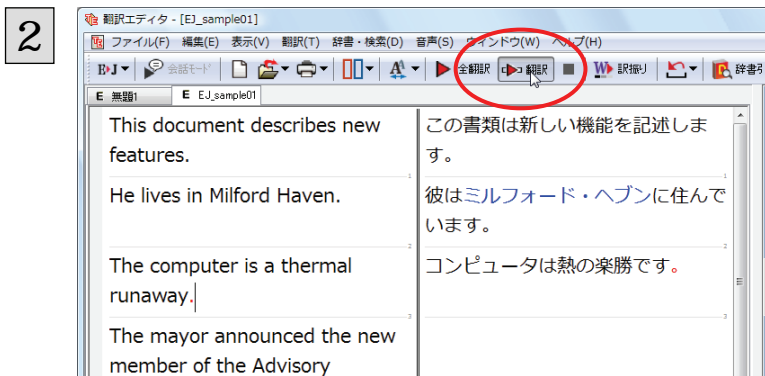 2
翻訳エディタ - [EJ_sample01]
ファイル(F) 編集(E) 表示(V) 翻訳(T) 辞書・検索(D) 音声(S) ウィンドウ(W) ヘルプ(H)
E›J 会話モード 全翻訳 翻訳 訳振り 辞書引
E 無題1 E EJ_sample01
This document describes new
features.
この書類は新しい機能を記述しま
す。
1 1
He lives in Milford Haven.
彼はミルフォード・ヘブンに住んで
います。
2 2
The computer is a thermal
runaway.
コンピュータは熱の楽勝です。
3 3
The mayor announced the new
member of the Advisory